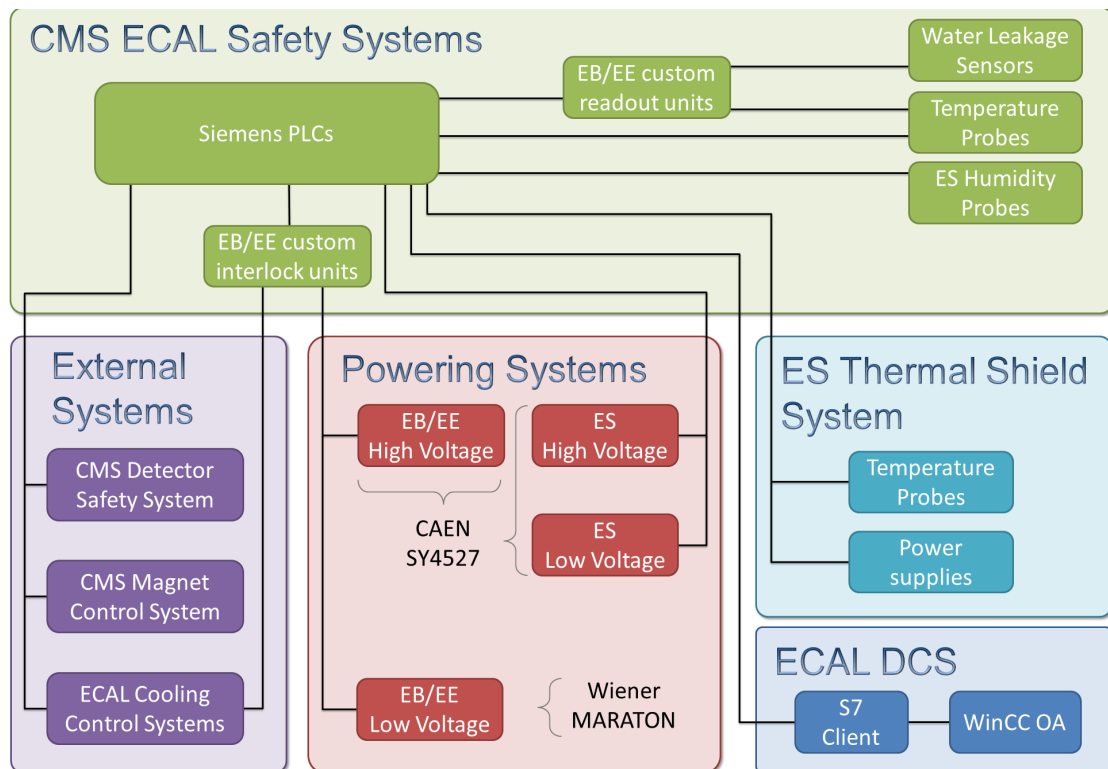 CMS ECAL Safety Systems
Water Leakage
Sensors
EB/EE custom
readout units
Siemens PLCs
Temperature
Probes
ES Humidity
Probes
EB/EE custom
interlock units
External
Systems
CMS Detector
Safety System
CMS Magnet
Control System
ECAL Cooling
Control Systems
Powering Systems
EB/EE
High Voltage
ES
High Voltage
CAEN
SY4527
ES
Low Voltage
EB/EE
Low Voltage
Wiener
MARATON
ES Thermal Shield
System
Temperature
Probes
Power
supplies
ECAL DCS
S7
Client
WinCC OA